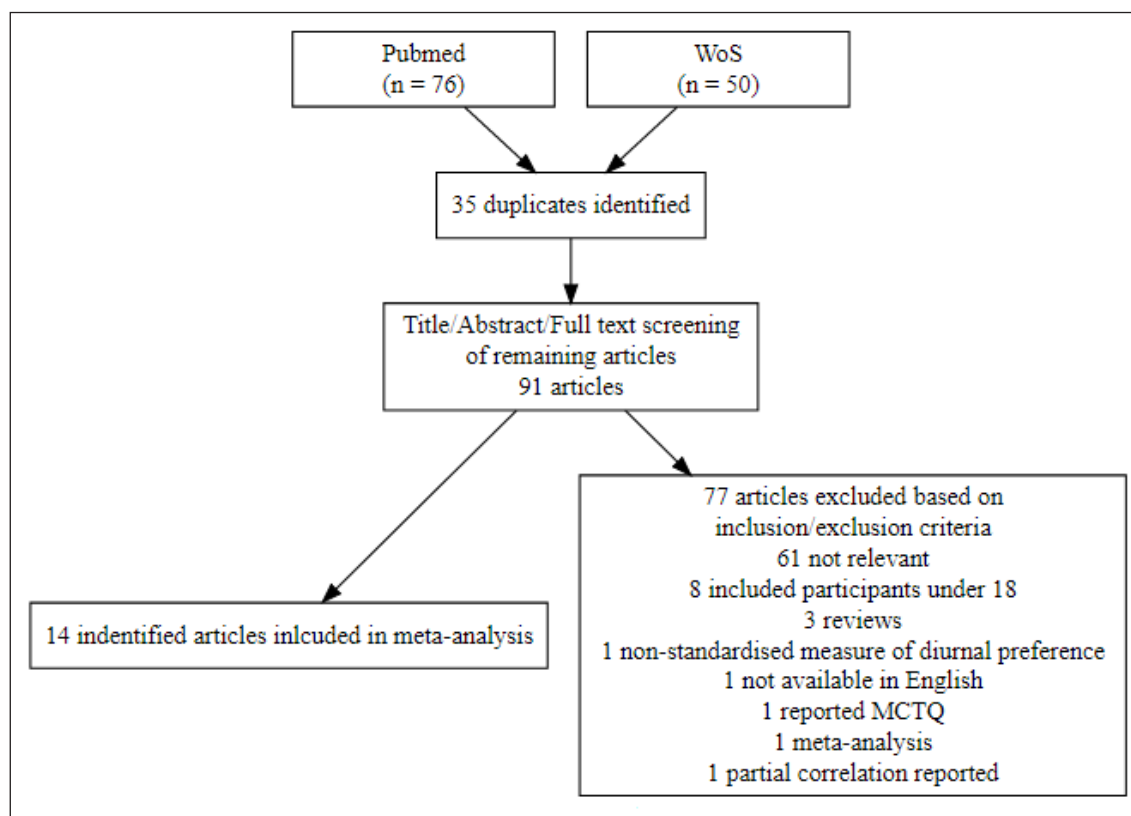 Pubmed
(n = 76)
WoS
(n = 50)
35 duplicates identified
Title/Abstract/Full text screening
of remaining articles
91 articles
14 indentified articles inlcuded in meta-analysis
77 articles excluded based on
inclusion/exclusion criteria
61 not relevant
8 included participants under 18
3 reviews
1 non-standardised measure of diurnal preference
1 not available in English
1 reported MCTQ
1 meta-analysis
1 partial correlation reported